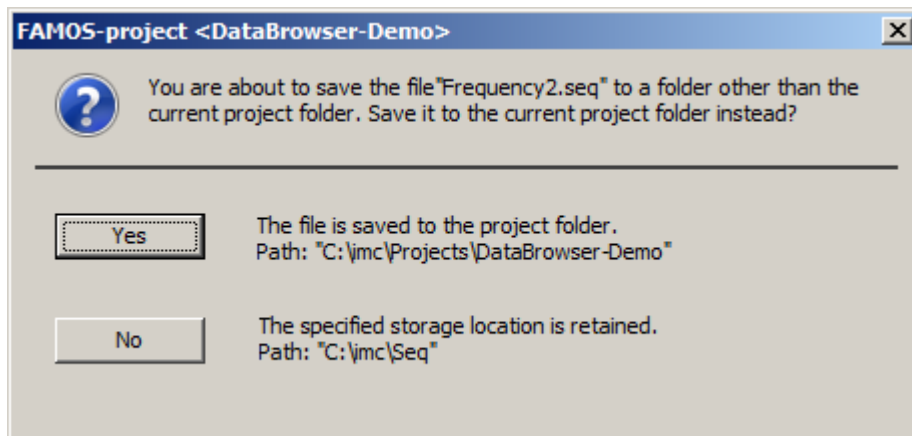 FAMOS-project <DataBrowser-Demo>
You are about to save the file"Frequency2.seq" to a folder other than the
current project folder. Save it to the current project folder instead?
Yes
The file is saved to the project folder.
Path: "C:\imc\Projects\DataBrowser-Demo"
No
The specified storage location is retained.
Path: "C:\imc\Seq"